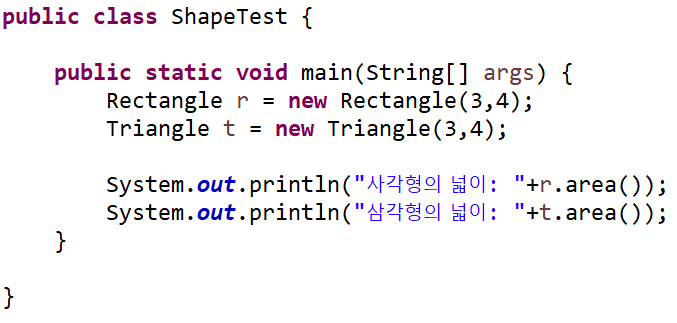 public class ShapeTest {
public static void main(String[] args) {
Rectangle r = new Rectangle(3,4);
Triangle t = new Triangle(3,4);
System.out.println("사각형의 넓이: "+r.area());
System.out.println("삼각형의 넓이: "+t.area());
}
}